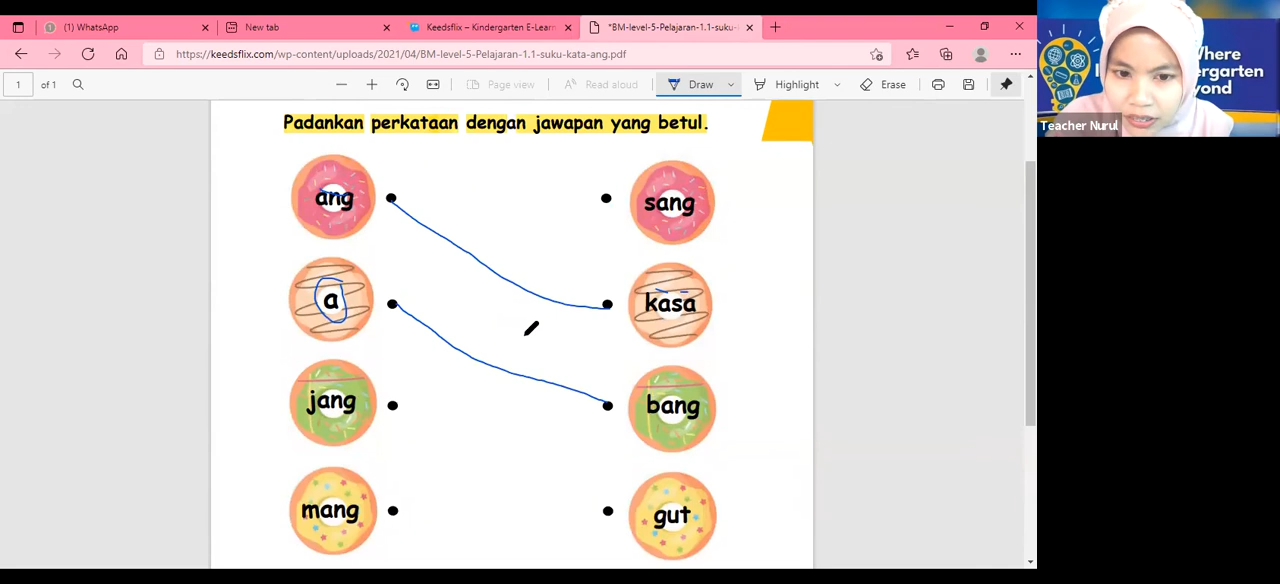 (1) WhatsApp
New tab
Keedsflix – Kindergarten E-Learn
*BM-level-5-Pelajaran-1.1-suku-
https://keedsflix.com/wp-content/uploads/2021/04/BM-level-5-Pelajaran-1.1-suku-kata-ang.pdf
1 of 1
Page view
Read aloud
Draw
Highlight
Erase
Where
ergarten
yond
Teacher Nurul
Padankan perkataan dengan jawapan yang betul.
ang sang
a kasa
jang bang
mang gut